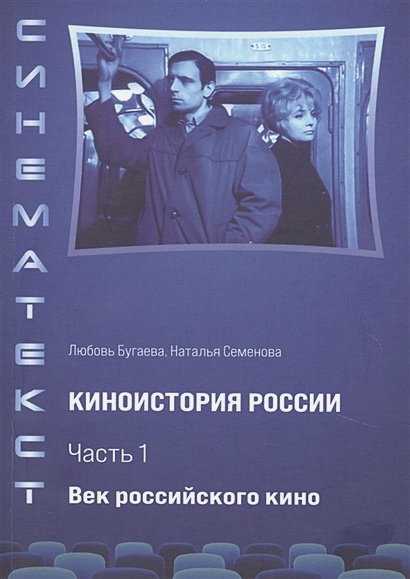 СИНЕМАТЕКСТ
Любовь Бугаева, Наталья Семенова
КИНОИСТОРИЯ РОССИИ
Часть 1
Век российского кино